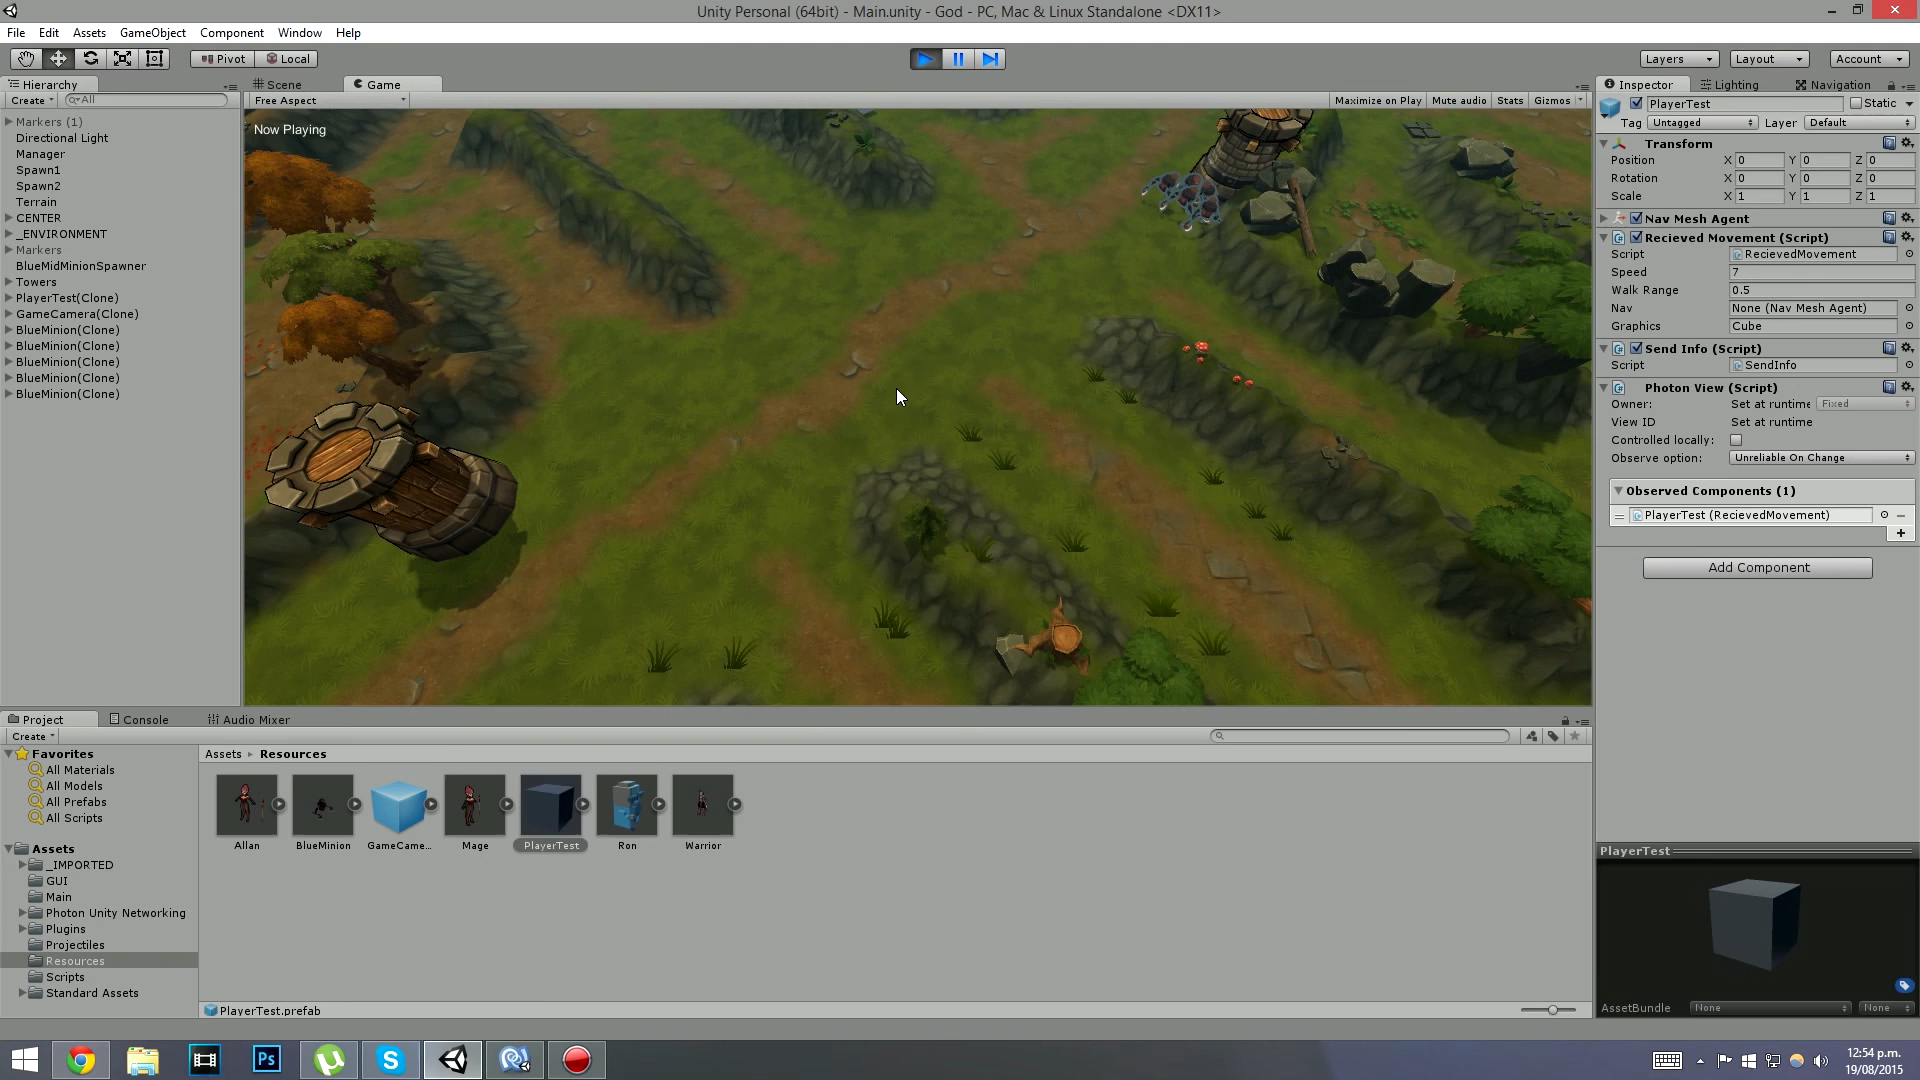 Unity Personal (64bit) - Main.unity - God - PC, Mac & Linux Standalone <DX11>
File Edit Assets GameObject Component Window Help
Pivot Local
Layers Layout Account
Hierarchy
Create All
Markers (1)
Directional Light
Manager
Spawn1
Spawn2
Terrain
CENTER
_ENVIRONMENT
Markers
BlueMidMinionSpawner
Towers
PlayerTest(Clone)
GameCamera(Clone)
BlueMinion(Clone)
BlueMinion(Clone)
BlueMinion(Clone)
BlueMinion(Clone)
BlueMinion(Clone)
Scene Game
Free Aspect Maximize on Play Mute audio Stats Gizmos
Now Playing
Inspector Lighting Navigation
PlayerTest Static
Tag Untagged Layer Default
Transform
Position X 0 Y 0 Z 0
Rotation X 0 Y 0 Z 0
Scale X 1 Y 1 Z 1
Nav Mesh Agent
Recieved Movement (Script)
Script RecievedMovement
Speed 7
Walk Range 0.5
Nav None (Nav Mesh Agent)
Graphics Cube
Send Info (Script)
Script SendInfo
Photon View (Script)
Owner: Set at runtime Fixed
View ID Set at runtime
Controlled locally:
Observe option: Unreliable On Change
Observed Components (1)
PlayerTest (RecievedMovement)
Add Component
PlayerTest
AssetBundle None None
Project Console Audio Mixer
Create
Favorites
All Materials
All Models
All Prefabs
All Scripts
Assets
_IMPORTED
GUI
Main
Photon Unity Networking
Plugins
Projectiles
Resources
Scripts
Standard Assets
Assets Resources
Allan BlueMinion GameCame... Mage PlayerTest Ron Warrior
PlayerTest.prefab
Ps
12:54 p.m.
19/08/2015